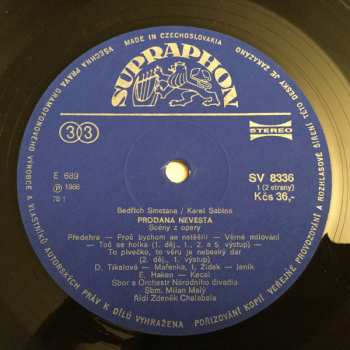 MADE IN CZECHOSLOVAKIA
VŠECHNA PRÁVA GRAMOFONOVÉHO VÝROBCE A VLASTNÍKŮ AUTORSKÝCH PRÁV K DÍLŮ VYHRAŽENA
POŘIZOVÁNÍ KOPIÍ VEŘEJNÉ PROVOZOVÁNÍ A ROZHLASOVÉ ŠÍŘENÍ TÉTO DESKY JE ZAKÁZÁNO
SUPRAPHON
33
STEREO
E 689
℗ 1966
78 1
SV 8336
1 (2 strany)
Kčs 36,-
Bedřich Smetana / Karel Sabina
PRODANÁ NEVĚSTA
Scény z opery
Předehra — Proč bychom se netěšili — Věrné milování
— Toť se holka (1. děj., 1., 2. a 5. výstup) — To
pivečko, to věru je nebeský dar
(2. děj., 1. výstup)
D. Tikalová — Mařenka, I. Žídek — Jeník
E. Haken — Kecal
Sbor a Orchestr Národního divadla
Sbm. Milan Malý
Řídí Zdeněk Chalabala